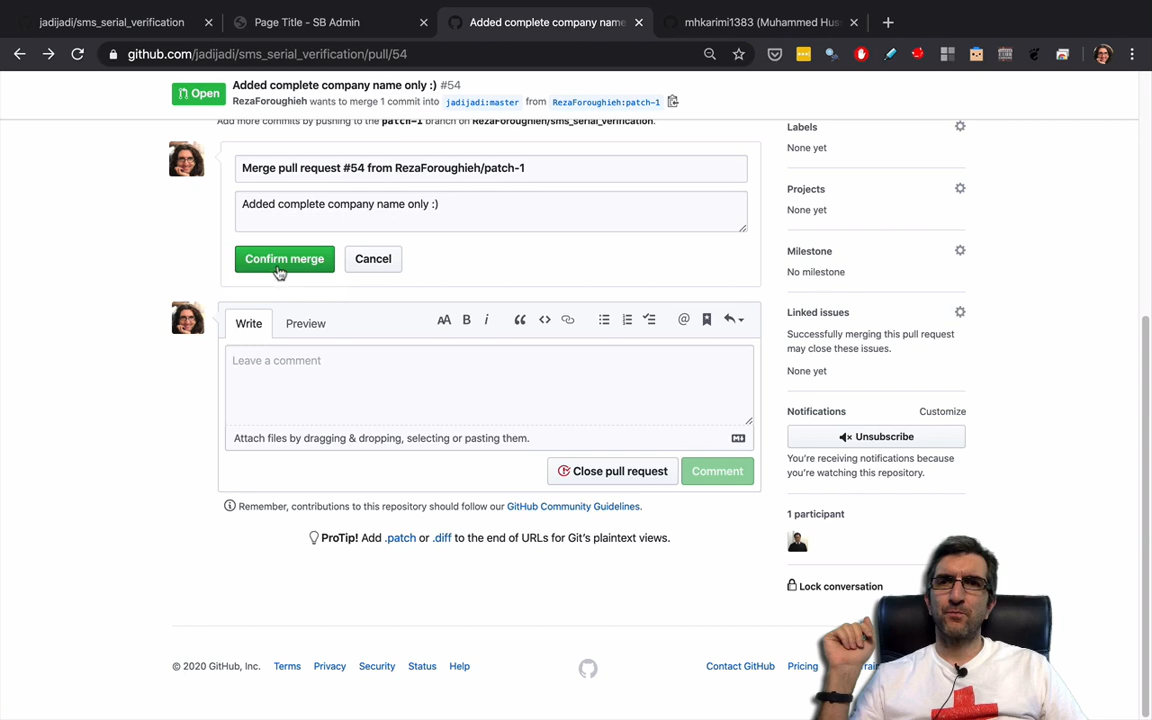 jadijadi/sms_serial_verification
Page Title - SB Admin
Added complete company name
mhkarimi1383 (Muhammed Hus
github.com/jadijadi/sms_serial_verification/pull/54
Open
Added complete company name only :) #54
RezaForoughieh wants to merge 1 commit into jadijadi:master from RezaForoughieh:patch-1
Add more commits by pushing to the patch-1 branch on RezaForoughieh/sms_serial_verification.
Labels
None yet
Merge pull request #54 from RezaForoughieh/patch-1
Projects
None yet
Added complete company name only :)
Confirm merge
Cancel
Milestone
No milestone
Linked issues
Successfully merging this pull request
may close these issues.
None yet
Write
Preview
Leave a comment
Attach files by dragging & dropping, selecting or pasting them.
Close pull request
Comment
Notifications
Customize
Unsubscribe
You're receiving notifications because
you're watching this repository.
Remember, contributions to this repository should follow our GitHub Community Guidelines.
1 participant
ProTip! Add .patch or .diff to the end of URLs for Git's plaintext views.
Lock conversation
© 2020 GitHub, Inc.
Terms
Privacy
Security
Status
Help
Contact GitHub
Pricing